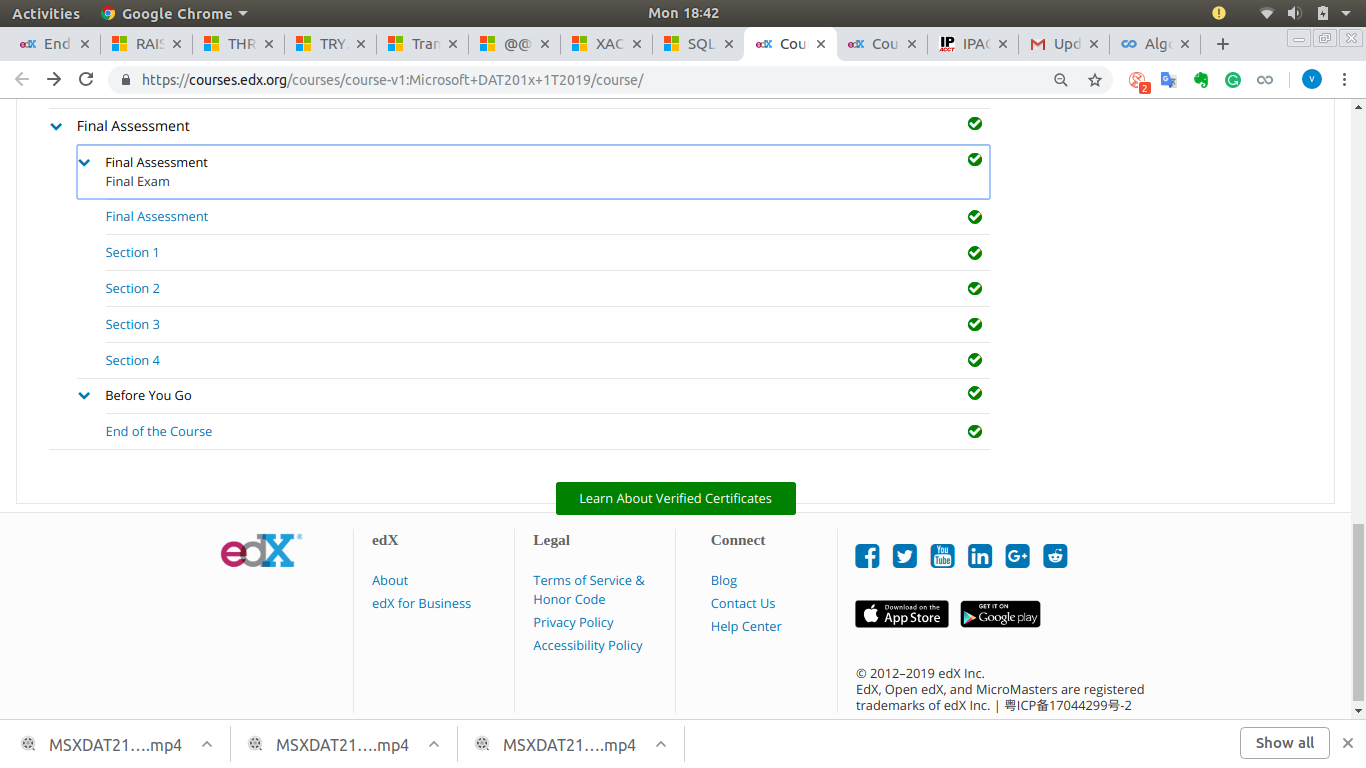 Activities Google Chrome Mon 18:42
End RAIS THR TRY. Tran @@ XAC SQL Cou Cou IPAC Upd Algo
https://courses.edx.org/courses/course-v1:Microsoft+DAT201x+1T2019/course/ 2 V
Final Assessment
Final Assessment
Final Exam
Final Assessment
Section 1
Section 2
Section 3
Section 4
Before You Go
End of the Course
Learn About Verified Certificates
edX
edX
About
edX for Business
Legal
Terms of Service &
Honor Code
Privacy Policy
Accessibility Policy
Connect
Blog
Contact Us
Help Center
You
Tube
in
G+
Download on the
App Store
GET IT ON
Google play
© 2012–2019 edX Inc.
EdX, Open edX, and MicroMasters are registered
trademarks of edX Inc. | 粤ICP备17044299号-2
MSXDAT21….mp4 MSXDAT21….mp4 MSXDAT21….mp4 Show all